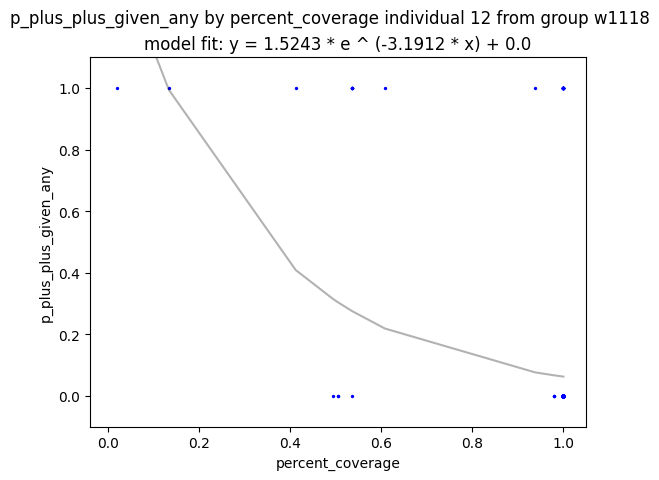 p_plus_plus_given_any by percent_coverage individual 12 from group w1118
model fit: y = 1.5243 * e ^ (-3.1912 * x) + 0.0
1.0
0.8
0.6
0.4
0.2
0.0
p_plus_plus_given_any
0.0 0.2 0.4 0.6 0.8 1.0
percent_coverage